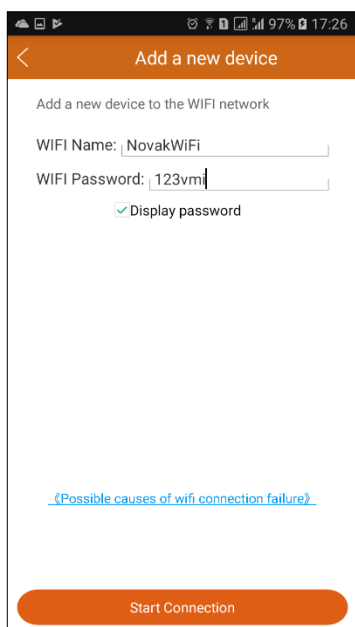 97% 17:26
Add a new device
Add a new device to the WIFI network
WIFI Name: NovakWiFi
WIFI Password: 123vmi
Display password
《Possible causes of wifi connection failure》
Start Connection